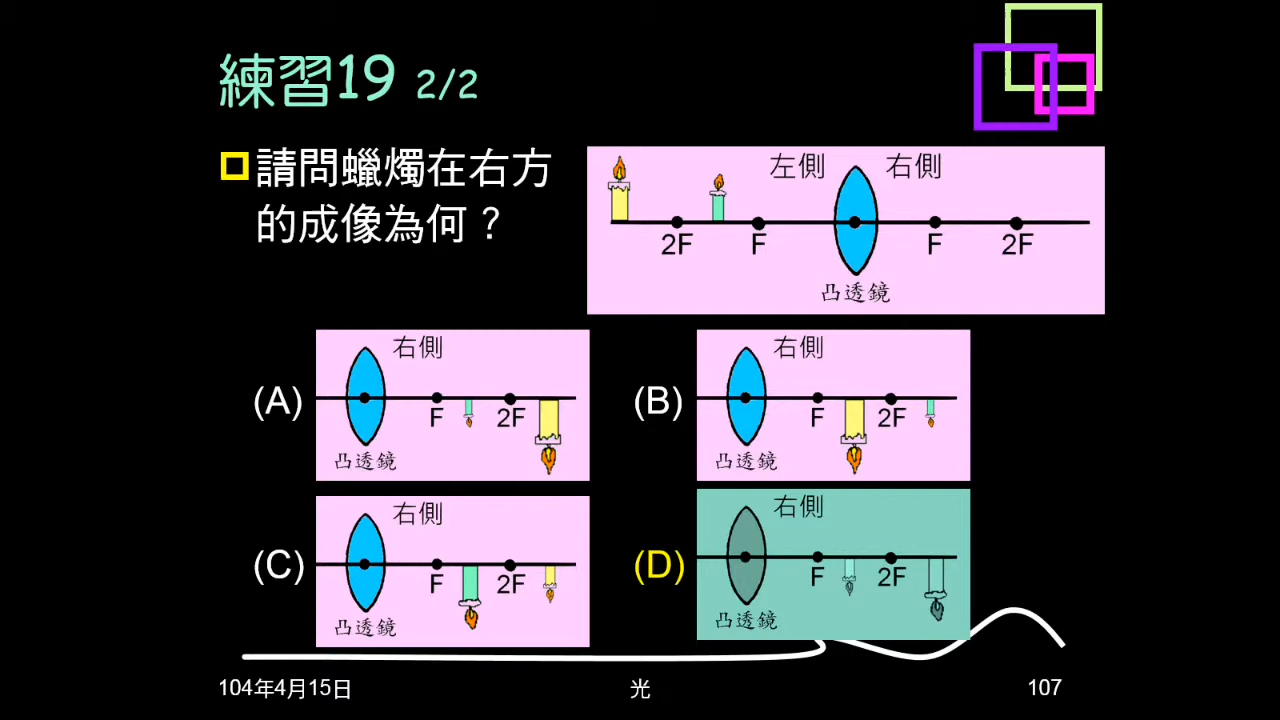 練習19 2/2
請問蠟燭在右方
的成像為何？
左側 右側
2F F F 2F
凸透鏡
(A)
右側
F 2F
凸透鏡
(B)
右側
F 2F
凸透鏡
(C)
右側
F 2F
凸透鏡
(D)
右側
F 2F
凸透鏡
104年4月15日 光 107